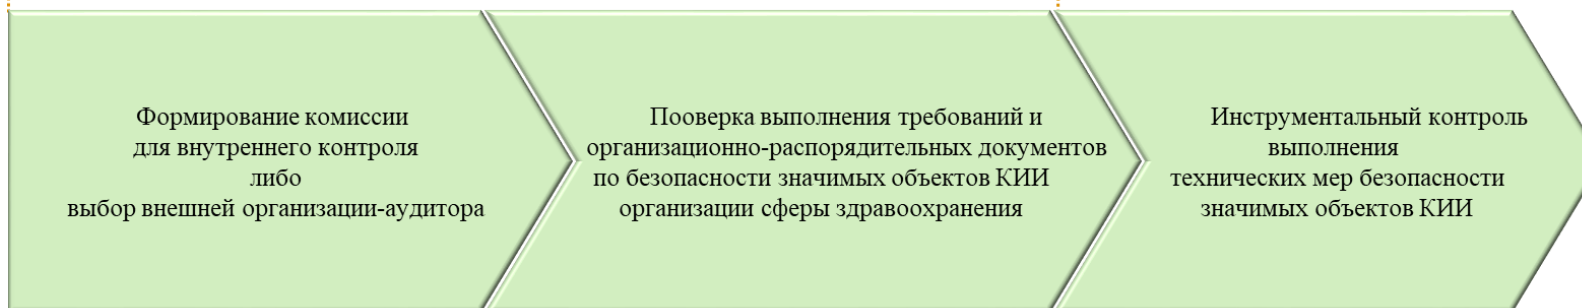 Формирование комиссии
для внутреннего контроля
либо
выбор внешней организации-аудитора
Пооверка выполнения требований и
организационно-распорядительных документов
по безопасности значимых объектов КИИ
организации сферы здравоохранения
Инструментальный контроль
выполнения
технических мер безопасности
значимых объектов КИИ